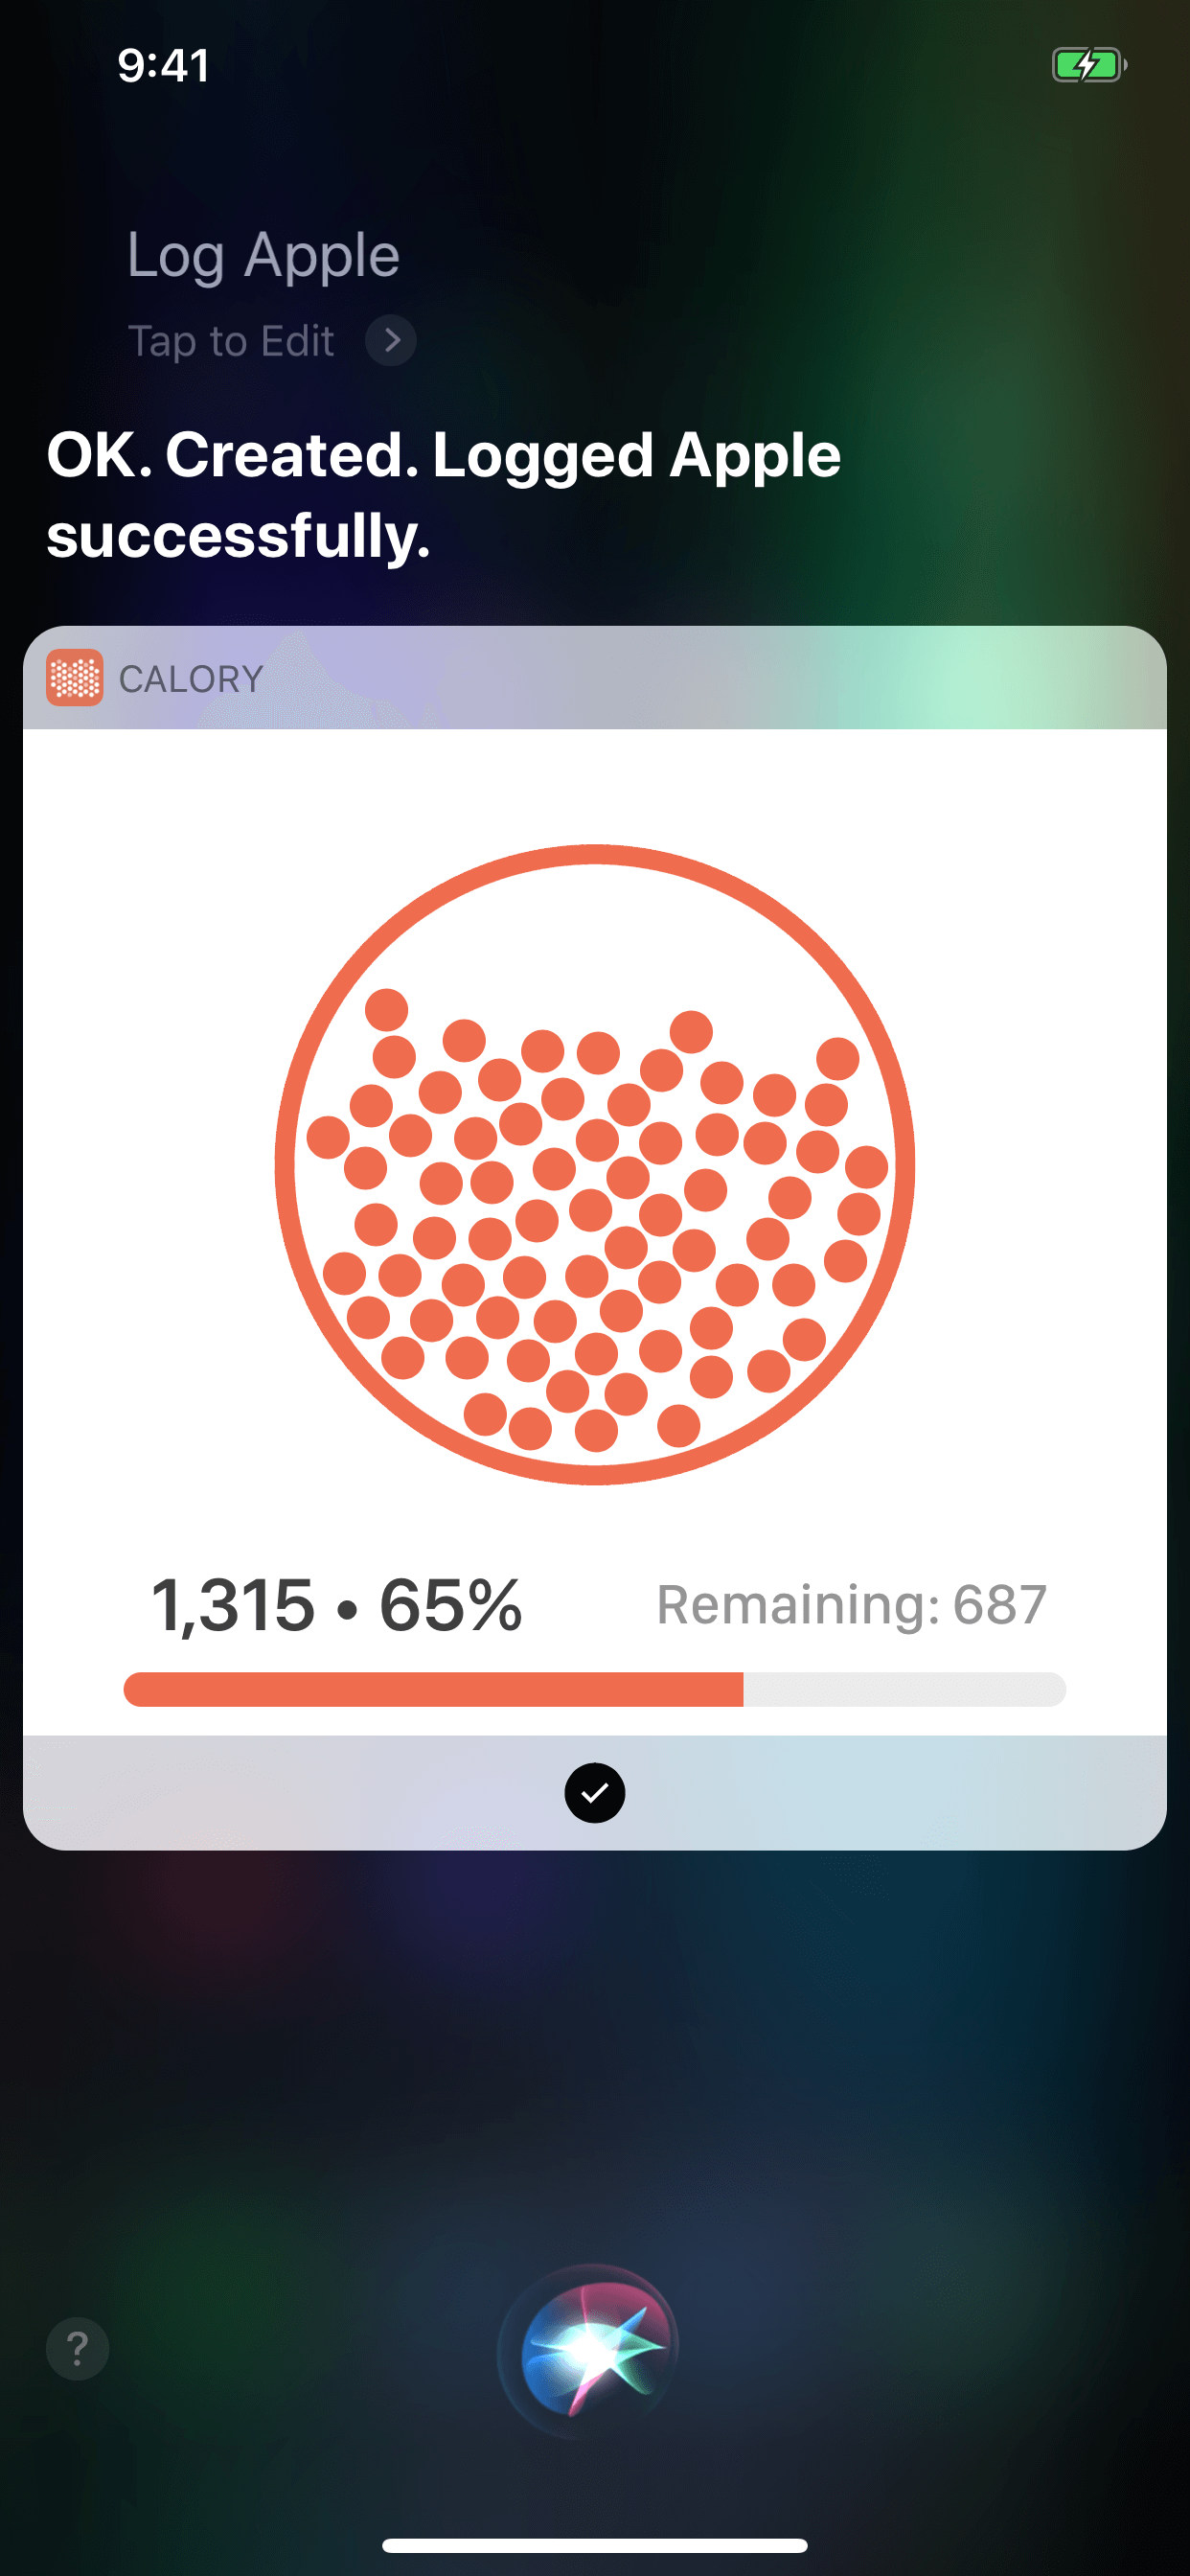 9:41
Log Apple
Tap to Edit
OK. Created. Logged Apple
successfully.
CALORY
1,315 • 65%
Remaining: 687
?